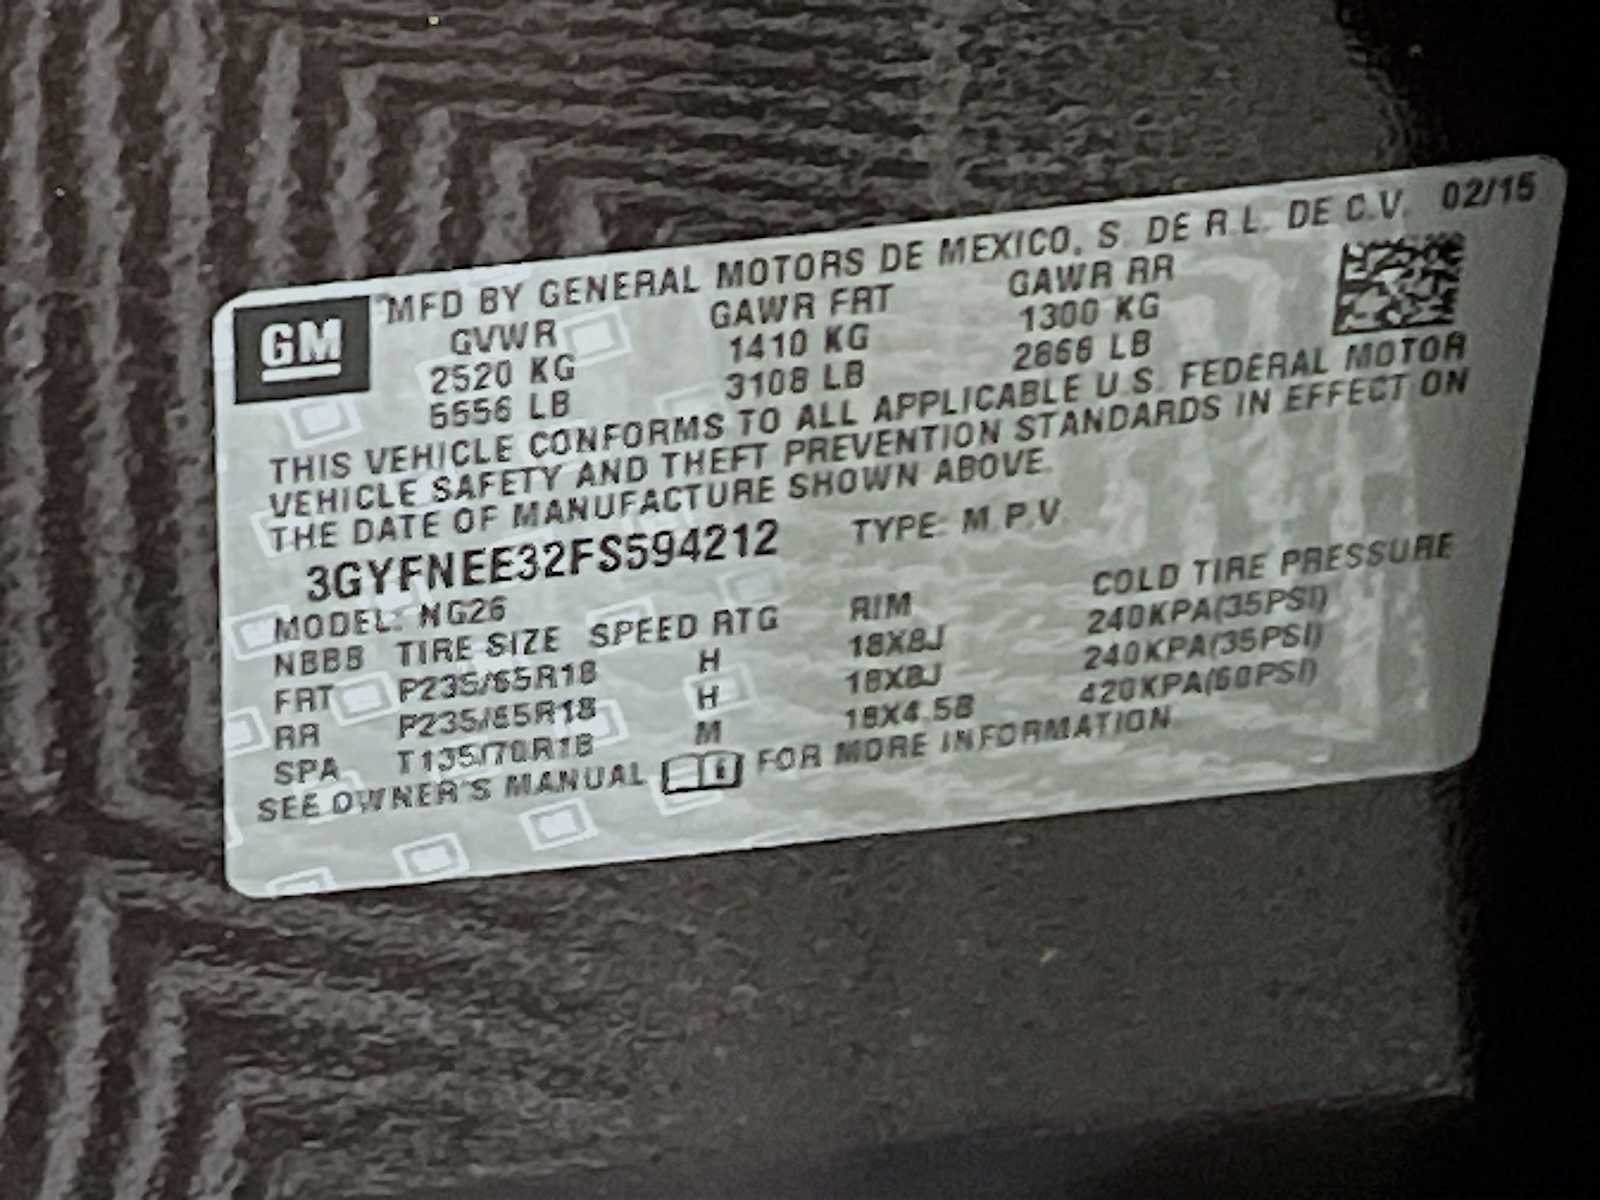 GM
MFD BY GENERAL MOTORS DE MEXICO, S. DE R.L. DE C.V. 02/15
GVWR GAWR FRT GAWR RR
2520 KG 1410 KG 1300 KG
5556 LB 3108 LB 2866 LB
THIS VEHICLE CONFORMS TO ALL APPLICABLE U.S. FEDERAL MOTOR
VEHICLE SAFETY AND THEFT PREVENTION STANDARDS IN EFFECT ON
THE DATE OF MANUFACTURE SHOWN ABOVE.
3GYFNEE32FS594212 TYPE: M.P.V.
MODEL: NG26
NBBB TIRE SIZE SPEED RTG RIM COLD TIRE PRESSURE
FRT P235/65R18 H 18X8J 240KPA(35PSI)
RR P235/65R18 H 18X8J 240KPA(35PSI)
SPA T135/70R18 M 18X4.5B 420KPA(60PSI)
SEE OWNER'S MANUAL FOR MORE INFORMATION.